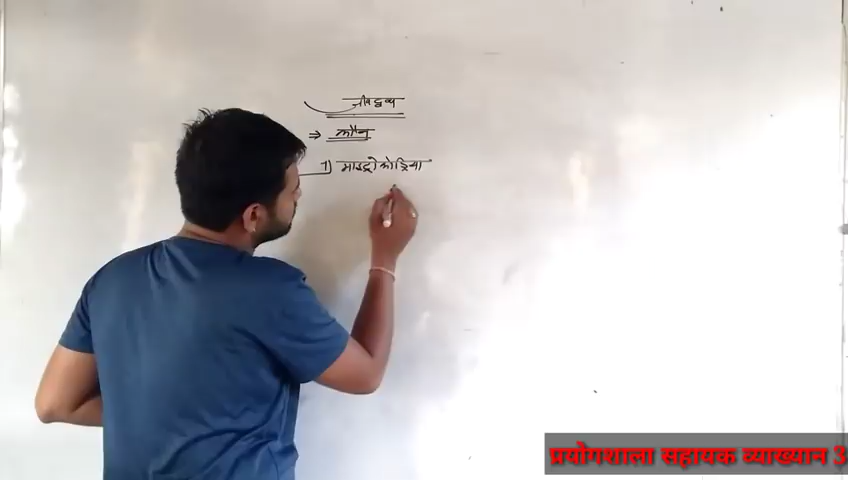 जीवद्रव्य
⇒ कौन
1) माइट्रोकोड्रिया
प्रयोगशाला सहायक व्याख्यान 3